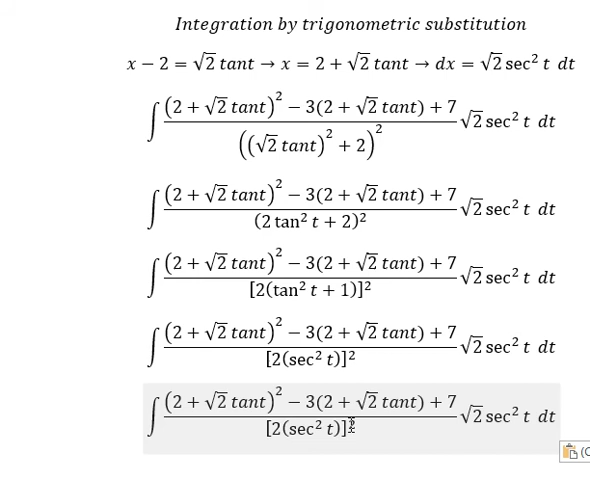 Integration by trigonometric substitution
x − 2 = √2 tant → x = 2 + √2 tant → dx = √2 sec² t dt
∫ (2 + √2 tant)² − 3(2 + √2 tant) + 7 / ((√2 tant)² + 2)² √2 sec² t dt
∫ (2 + √2 tant)² − 3(2 + √2 tant) + 7 / (2 tan² t + 2)² √2 sec² t dt
∫ (2 + √2 tant)² − 3(2 + √2 tant) + 7 / [2(tan² t + 1)]² √2 sec² t dt
∫ (2 + √2 tant)² − 3(2 + √2 tant) + 7 / [2(sec² t)]² √2 sec² t dt
∫ (2 + √2 tant)² − 3(2 + √2 tant) + 7 / [2(sec² t)]² √2 sec² t dt